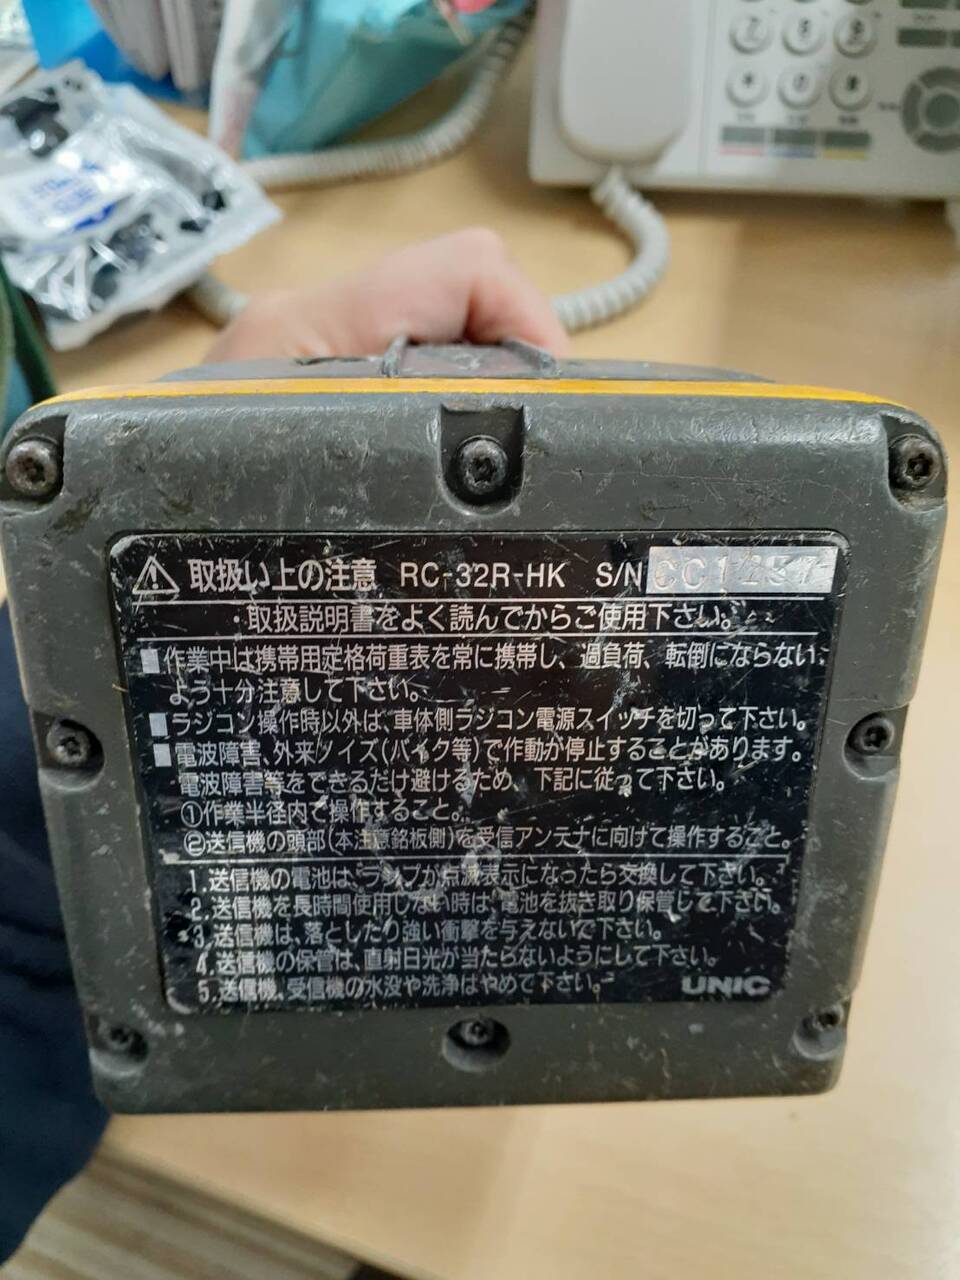 取扱い上の注意 RC-32R-HK S/N CC1257
・取扱説明書をよく読んでからご使用下さい。
■作業中は携帯用定格荷重表を常に携帯し、過負荷、転倒にならない
よう十分注意して下さい。
■ラジコン操作時以外は、車体側ラジコン電源スイッチを切って下さい。
■電波障害、外来ノイズ(バイク等)で作動が停止することがあります。
電波障害等をできるだけ避けるため、下記に従って下さい。
①作業半径内で操作すること。
②送信機の頭部(本注意銘板側)を受信アンテナに向けて操作すること。
1.送信機の電池は、ランプが点滅表示になったら交換して下さい。
2.送信機を長時間使用しない時は、電池を抜き取り保管して下さい。
3.送信機は、落としたり強い衝撃を与えないで下さい。
4.送信機の保管は、直射日光が当たらないようにして下さい。
5.送信機、受信機の水没や洗浄はやめて下さい。
UNIC